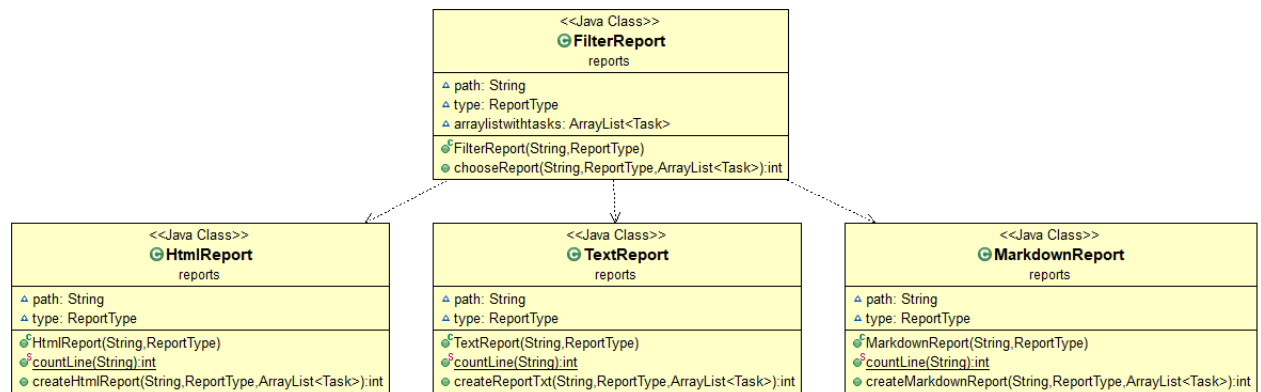 <<Java Class>>
FilterReport
reports
path: String
type: ReportType
arraylistwithtasks: ArrayList<Task>
FilterReport(String,ReportType)
chooseReport(String,ReportType,ArrayList<Task>):int
<<Java Class>>
HtmlReport
reports
path: String
type: ReportType
HtmlReport(String,ReportType)
countLine(String):int
createHtmlReport(String,ReportType,ArrayList<Task>):int
<<Java Class>>
TextReport
reports
path: String
type: ReportType
TextReport(String,ReportType)
countLine(String):int
createReportTxt(String,ReportType,ArrayList<Task>):int
<<Java Class>>
MarkdownReport
reports
path: String
type: ReportType
MarkdownReport(String,ReportType)
countLine(String):int
createMarkdownReport(String,ReportType,ArrayList<Task>):int